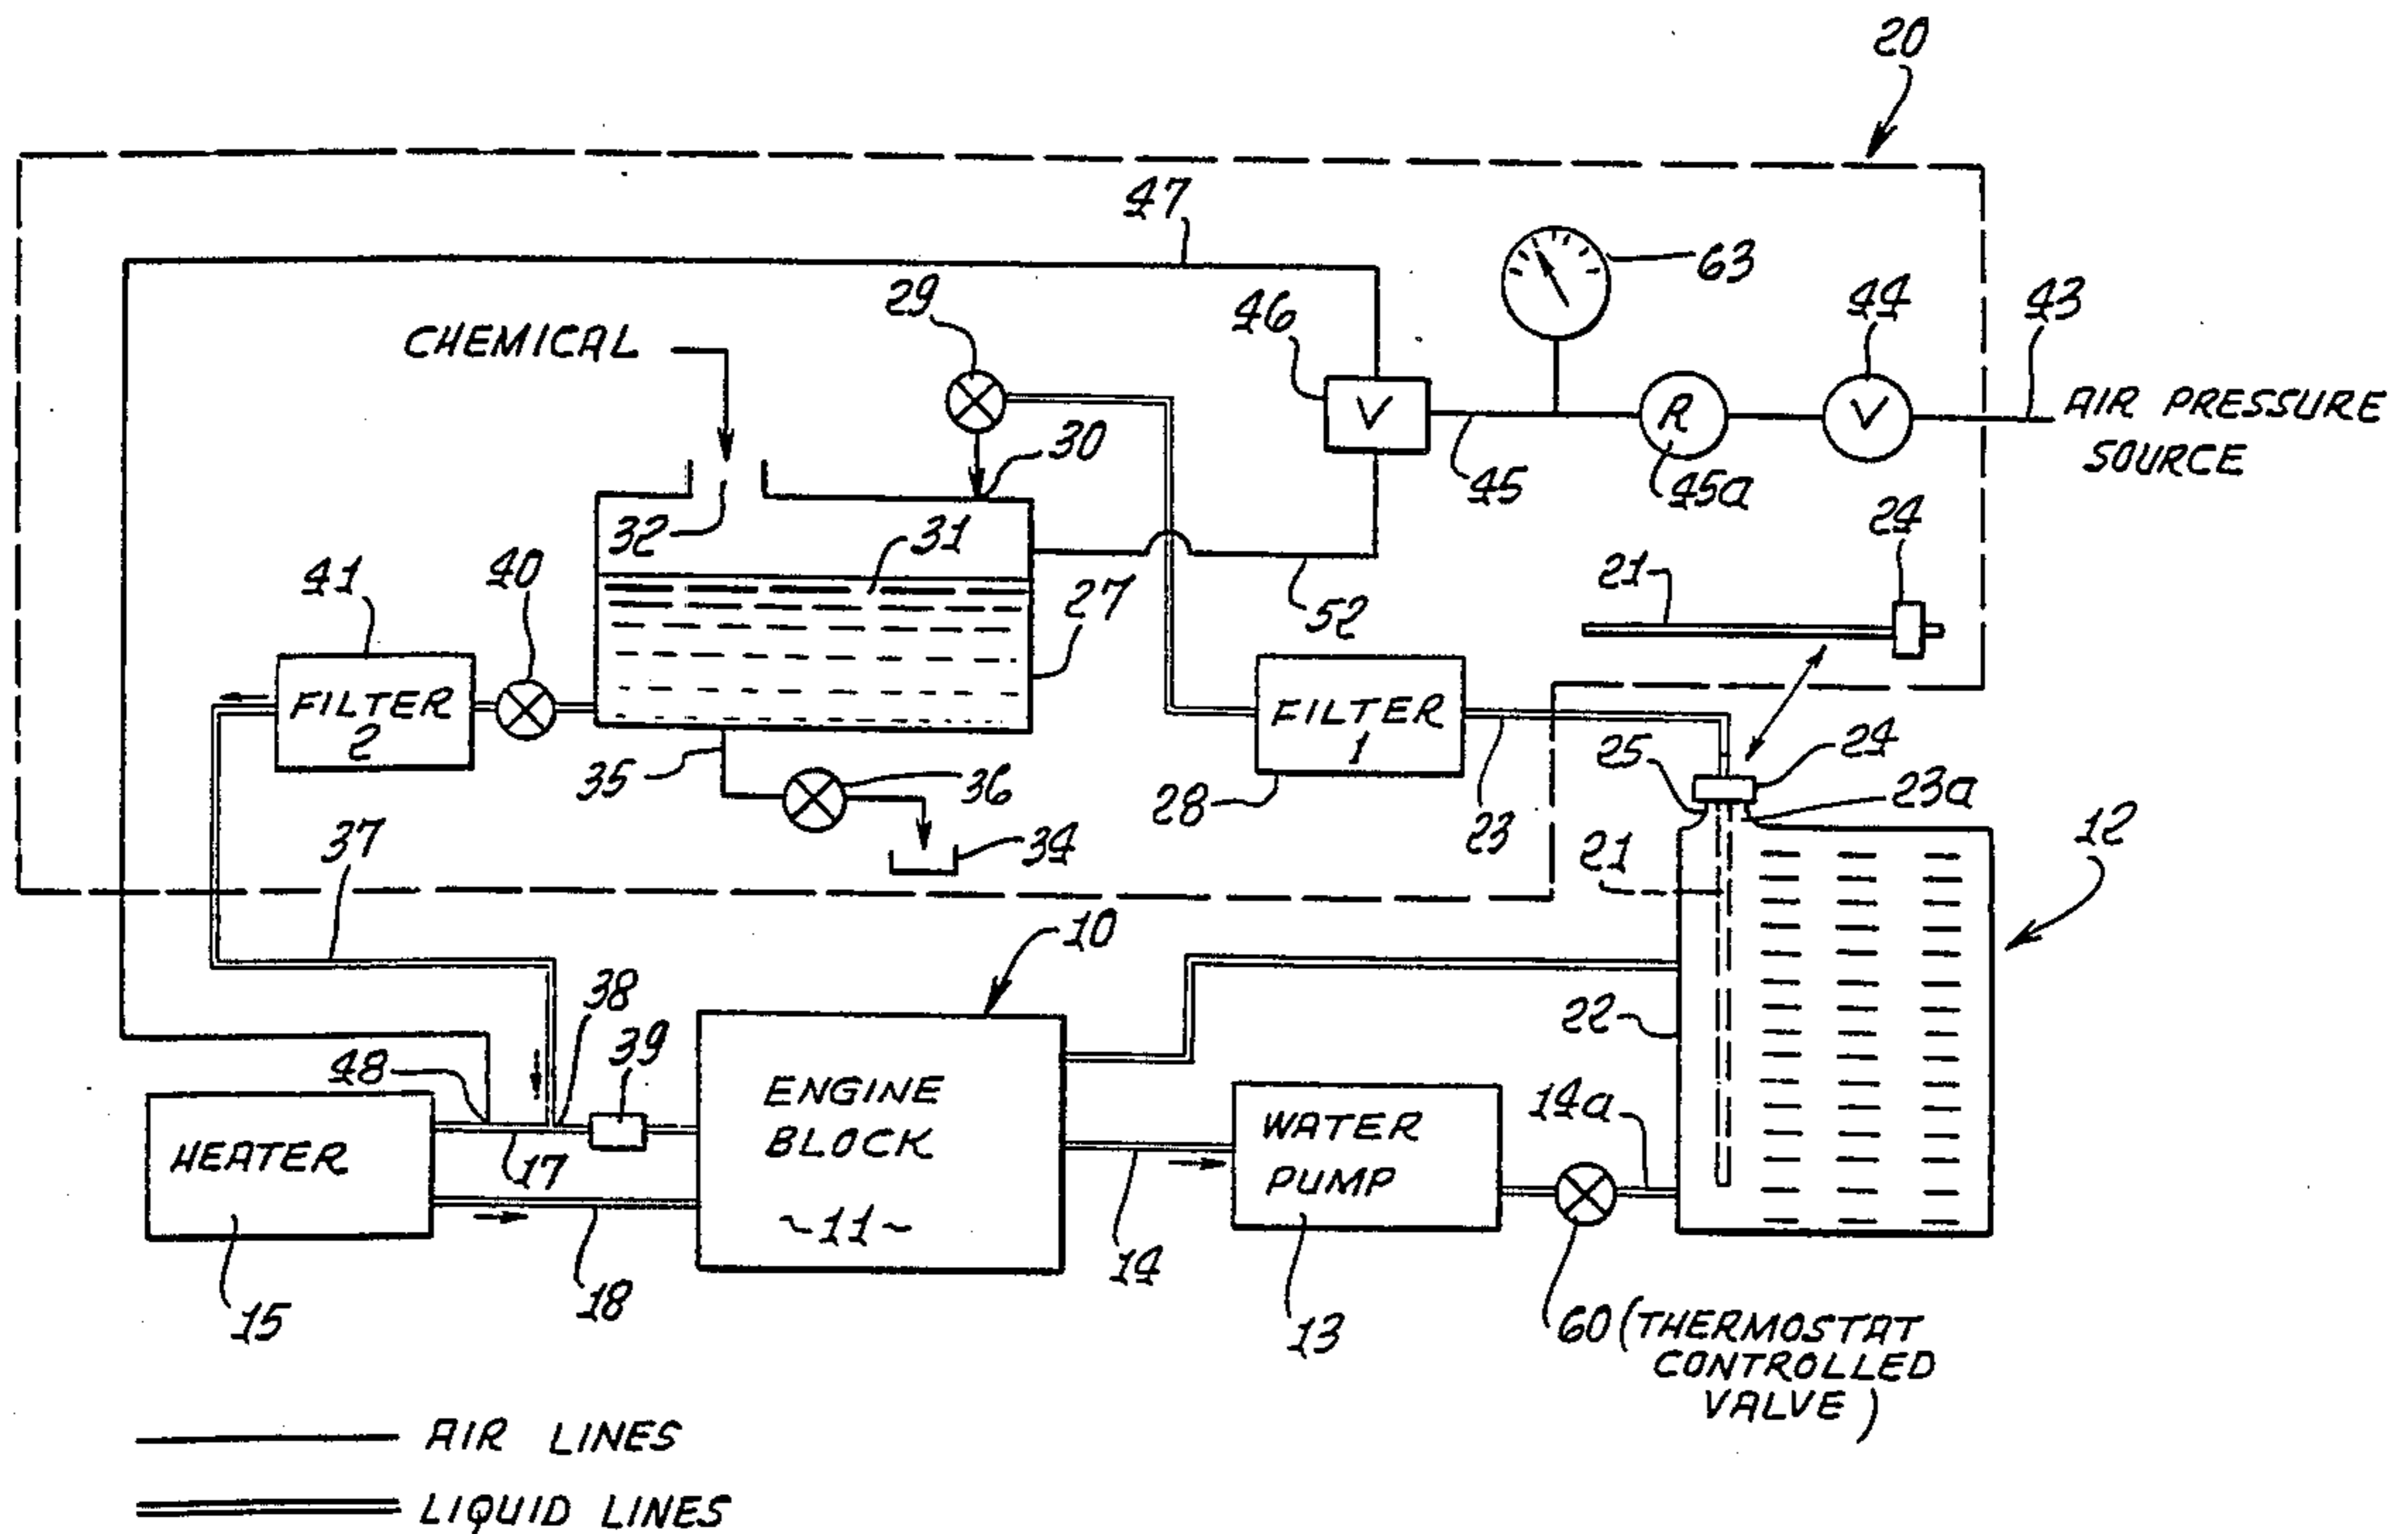 20
47
63
29
46
44
43
CHEMICAL
V
R
V
AIR PRESSURE
SOURCE
30
45
45a
24
32
31
21
41
40
27
52
FILTER
2
FILTER
1
25
24
35
36
28
23
23a
12
37
34
21
10
38
39
22
48
ENGINE
BLOCK
~11~
WATER
PUMP
14a
HEATER
17
14
15
18
13
60 (THERMOSTAT
CONTROLLED
VALVE)
AIR LINES
LIQUID LINES